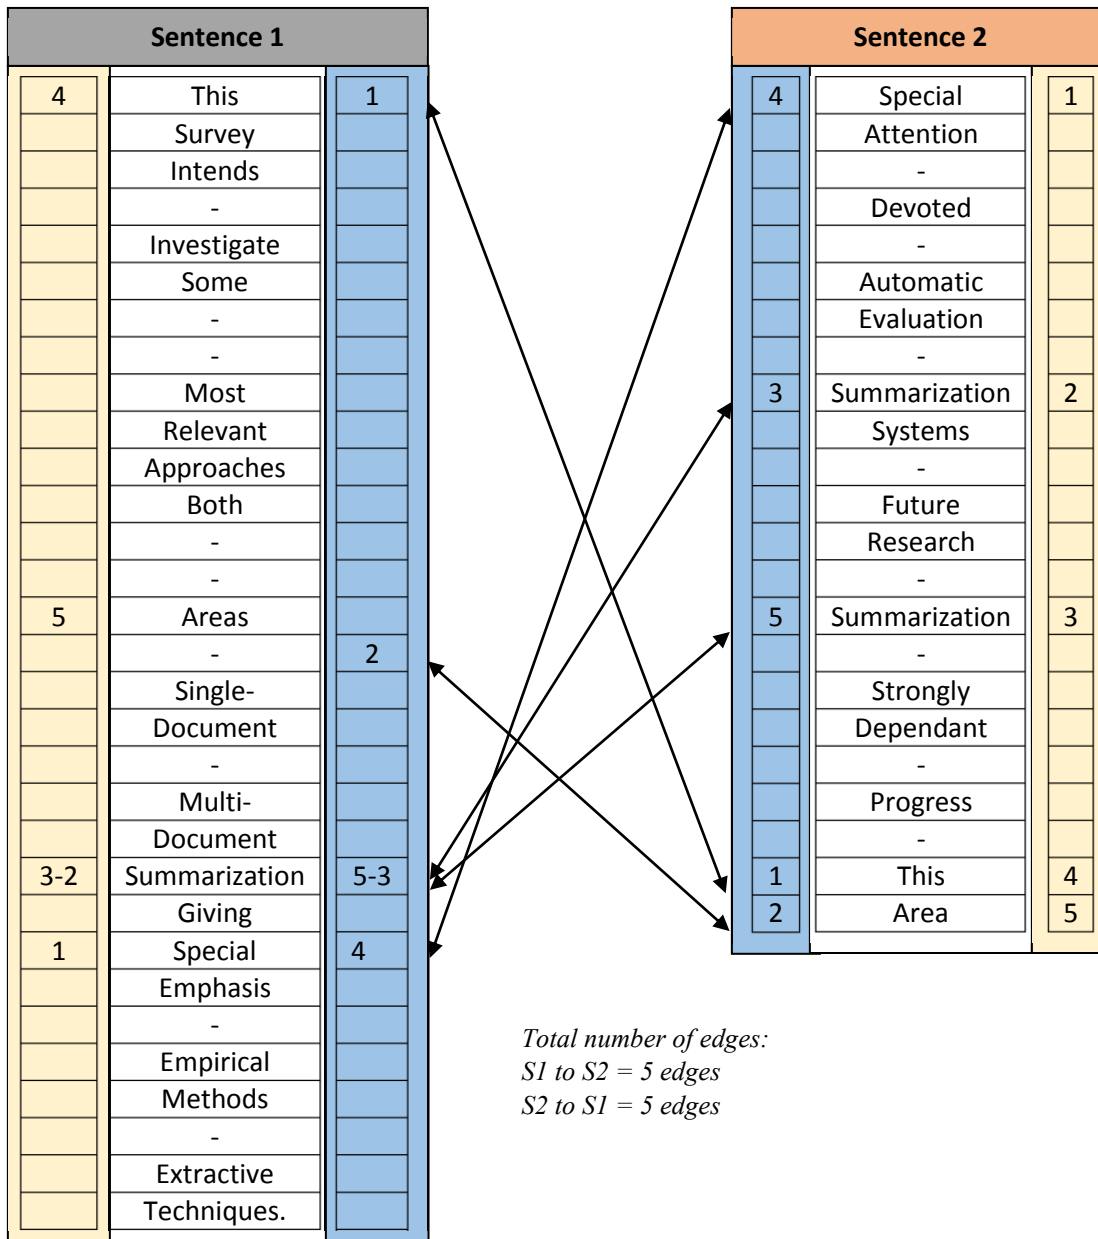 Sentence 1
4 This 1
Survey
Intends
-
Investigate
Some
-
-
Most
Relevant
Approaches
Both
-
-
5 Areas
- 2
Single-
Document
-
Multi-
Document
3-2 Summarization 5-3
Giving
1 Special 4
Emphasis
-
Empirical
Methods
-
Extractive
Techniques.
Sentence 2
4 Special 1
Attention
-
Devoted
-
Automatic
Evaluation
-
3 Summarization 2
Systems
-
Future
Research
-
5 Summarization 3
-
Strongly
Dependant
-
Progress
-
1 This 4
2 Area 5
Total number of edges:
S1 to S2 = 5 edges
S2 to S1 = 5 edges